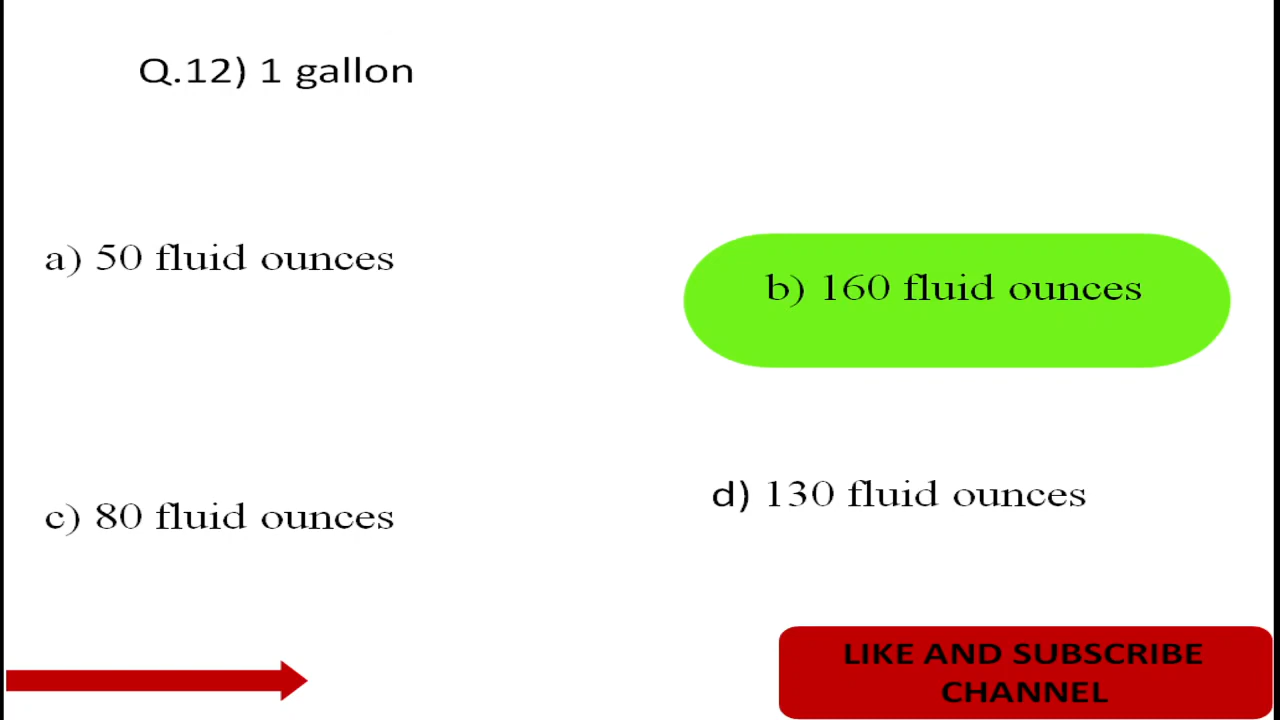 Q.12) 1 gallon
a) 50 fluid ounces
b) 160 fluid ounces
c) 80 fluid ounces
d) 130 fluid ounces
LIKE AND SUBSCRIBE
CHANNEL